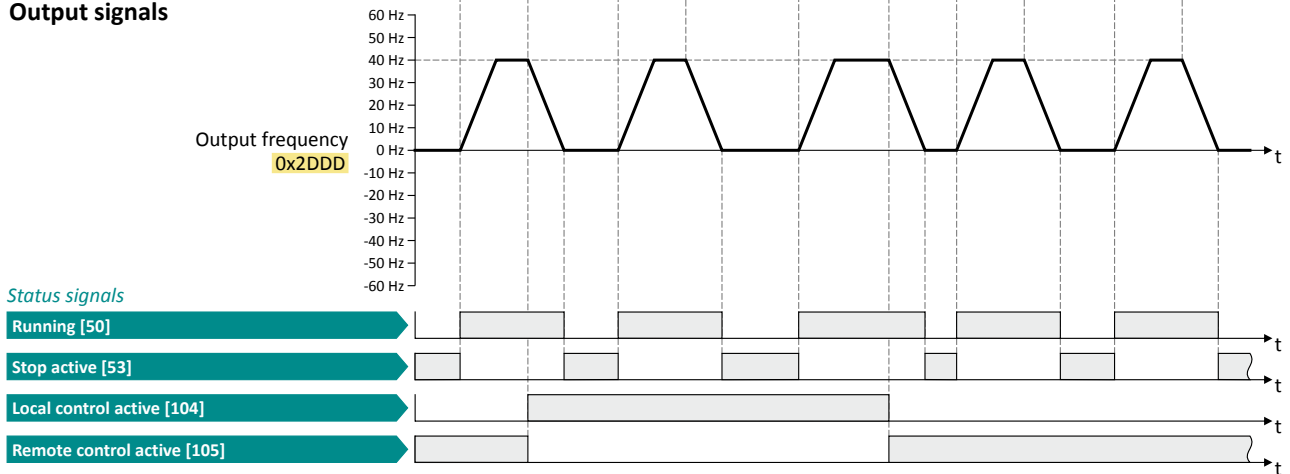 Output signals
60 Hz
50 Hz
40 Hz
30 Hz
20 Hz
10 Hz
0 Hz
-10 Hz
-20 Hz
-30 Hz
-40 Hz
-50 Hz
-60 Hz
Output frequency
0x2DDD
t
Status signals
Running [50]
t
Stop active [53]
t
Local control active [104]
t
Remote control active [105]
t